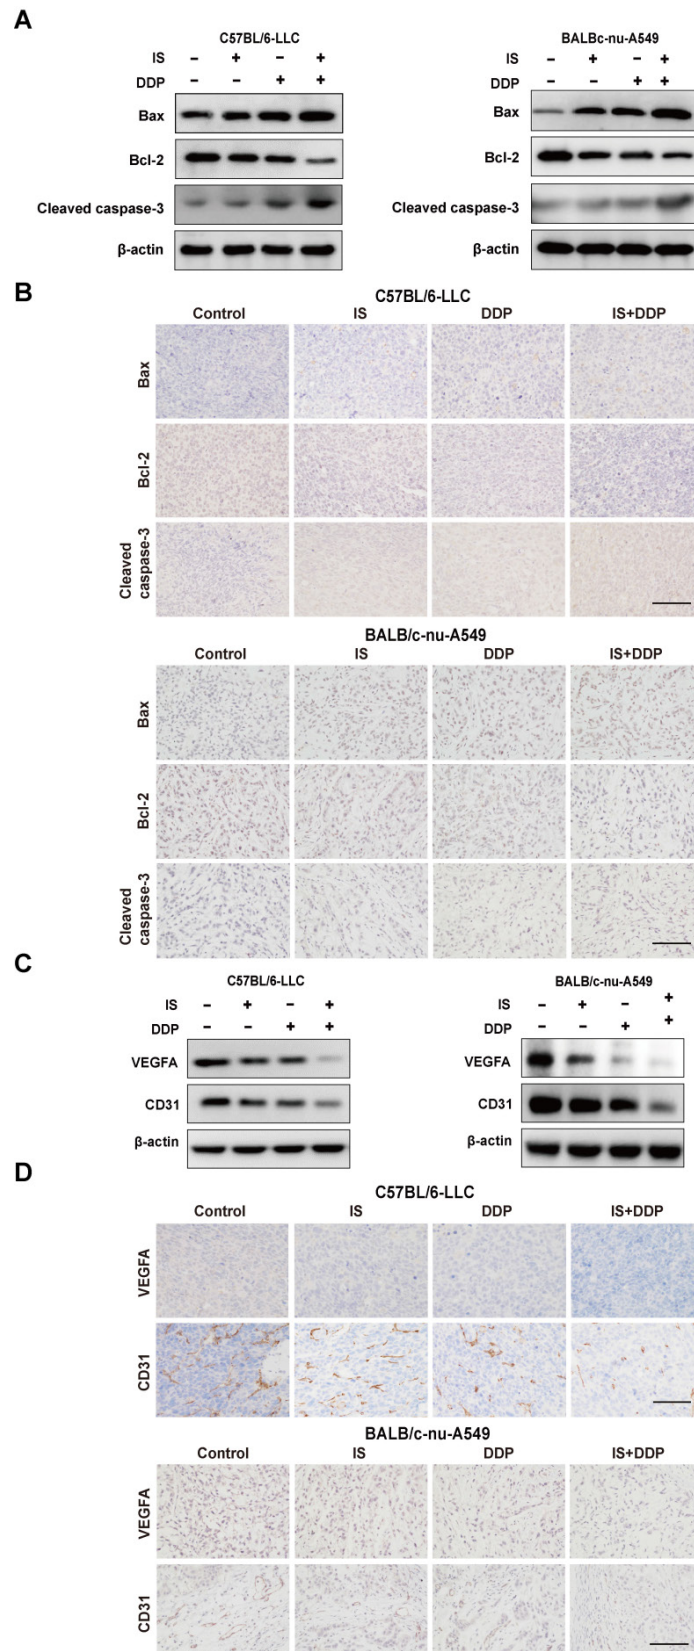 A
C57BL/6-LLC
IS - + - +
DDP - - + +
Bax
Bcl-2
Cleaved caspase-3
β-actin
BALBc-nu-A549
IS - + - +
DDP - - + +
Bax
Bcl-2
Cleaved caspase-3
β-actin
B
C57BL/6-LLC
Control IS DDP IS+DDP
Bax
Bcl-2
Cleaved
caspase-3
BALB/c-nu-A549
Control IS DDP IS+DDP
Bax
Bcl-2
Cleaved
caspase-3
C
C57BL/6-LLC
IS - + - +
DDP - - + +
VEGFA
CD31
β-actin
BALB/c-nu-A549
IS - + - +
DDP - - + +
VEGFA
CD31
β-actin
D
C57BL/6-LLC
Control IS DDP IS+DDP
VEGFA
CD31
BALB/c-nu-A549
Control IS DDP IS+DDP
VEGFA
CD31